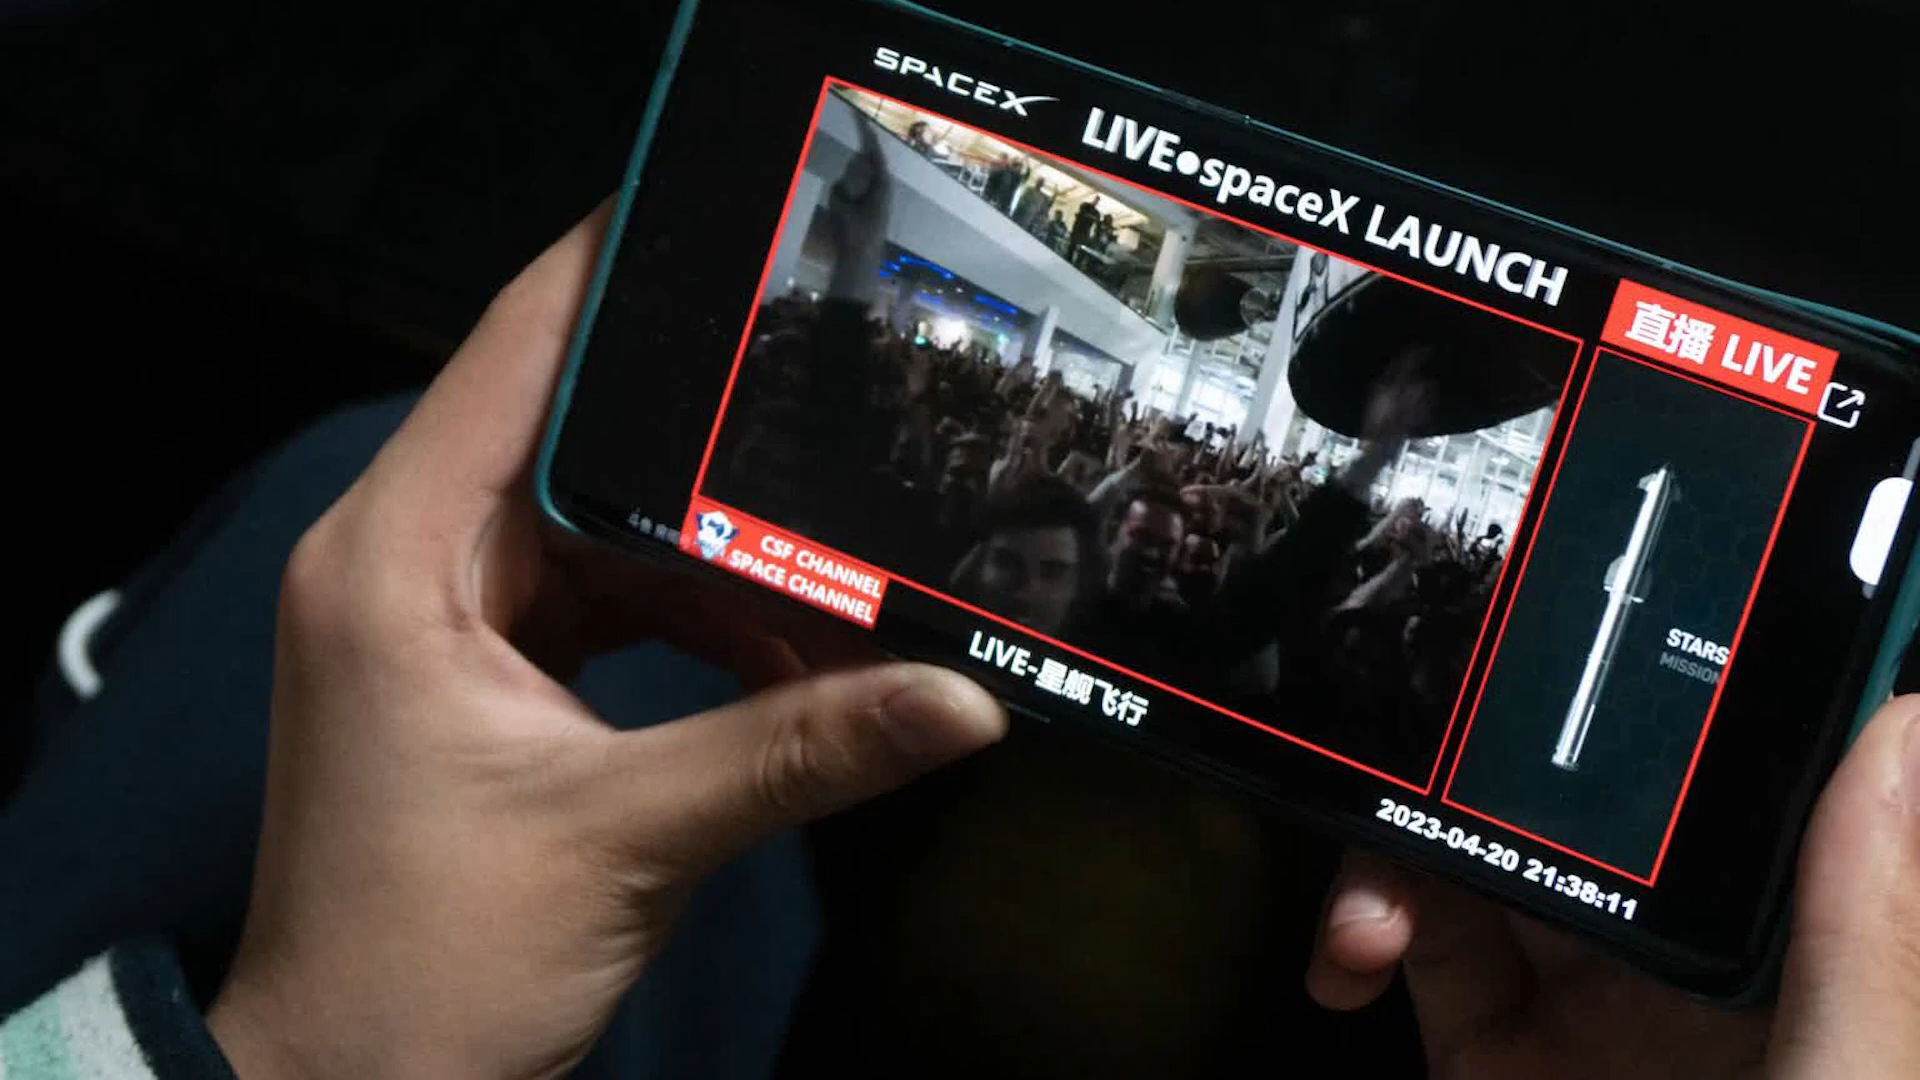 SPACEX
LIVE●spaceX LAUNCH
直播 LIVE
STARS
MISSION
CSF CHANNEL
SPACE CHANNEL
LIVE-星舰飞行
2023-04-20 21:38:11